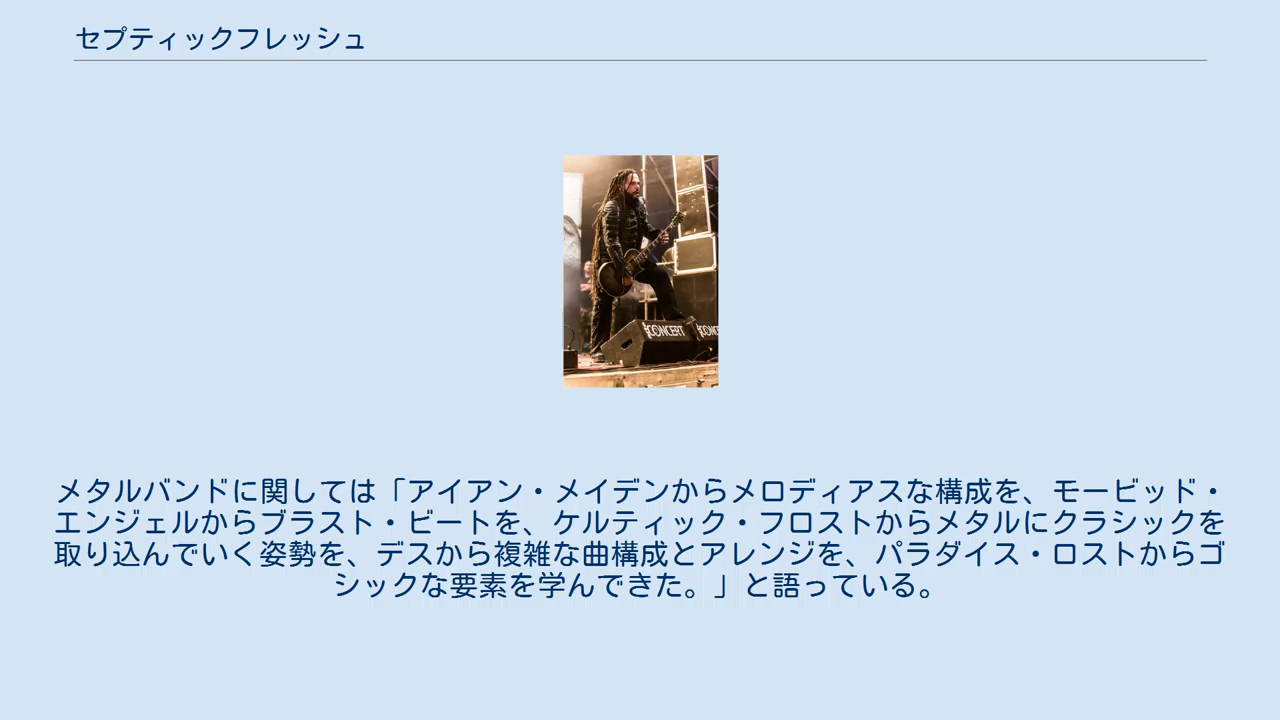 セプティックフレッシュ
CONCERT
メタルバンドに関しては「アイアン・メイデンからメロディアスな構成を、モービッド・
エンジェルからブラスト・ビートを、ケルティック・フロストからメタルにクラシックを
取り込んでいく姿勢を、デスから複雑な曲構成とアレンジを、パラダイス・ロストからゴ
シックな要素を学んできた。」と語っている。